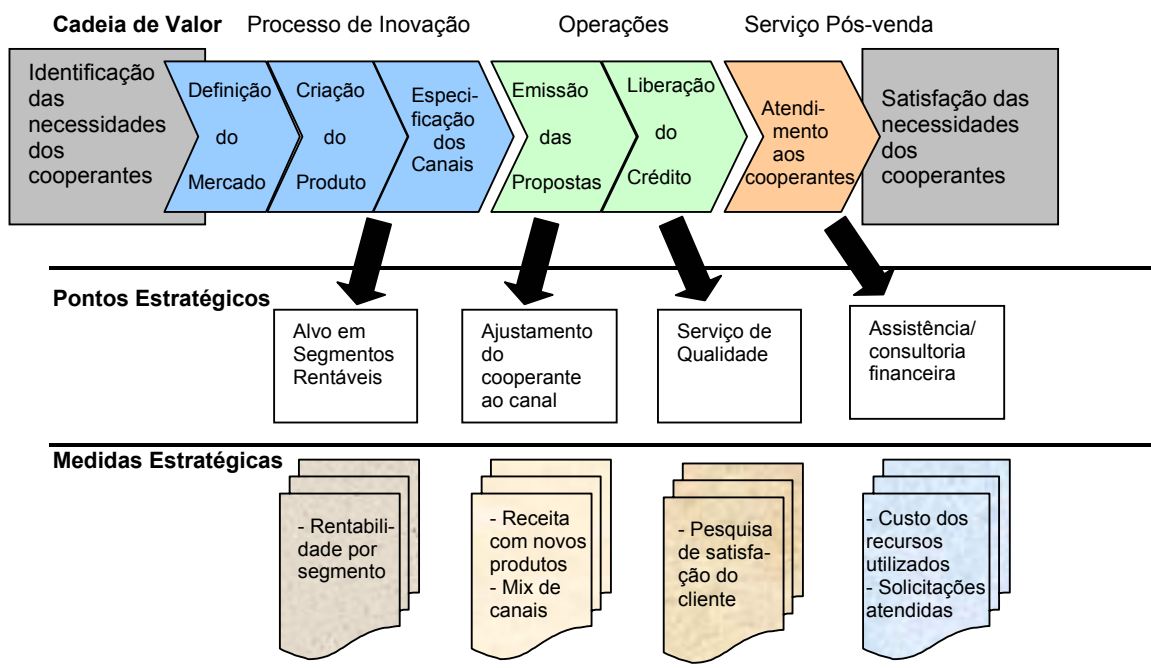 Cadeia de Valor
Processo de Inovação
Operações
Serviço Pós-venda
Identificação
das
necessidades
dos
cooperantes
Definição
do
Mercado
Criação
do
Produto
Especi-
ficação
dos
Canais
Emissão
das
Propostas
Liberação
do
Crédito
Atendi-
mento
aos
cooperantes
Satisfação das
necessidades
dos
cooperantes
Pontos Estratégicos
Alvo em
Segmentos
Rentáveis
Ajustamento
do
cooperante
ao canal
Serviço de
Qualidade
Assistência/
consultoria
financeira
Medidas Estratégicas
- Rentabili-
dade por
segmento
- Receita
com novos
produtos
- Mix de
canais
- Pesquisa
de satisfa-
ção do
cliente
- Custo dos
recursos
utilizados
- Solicitações
atendidas